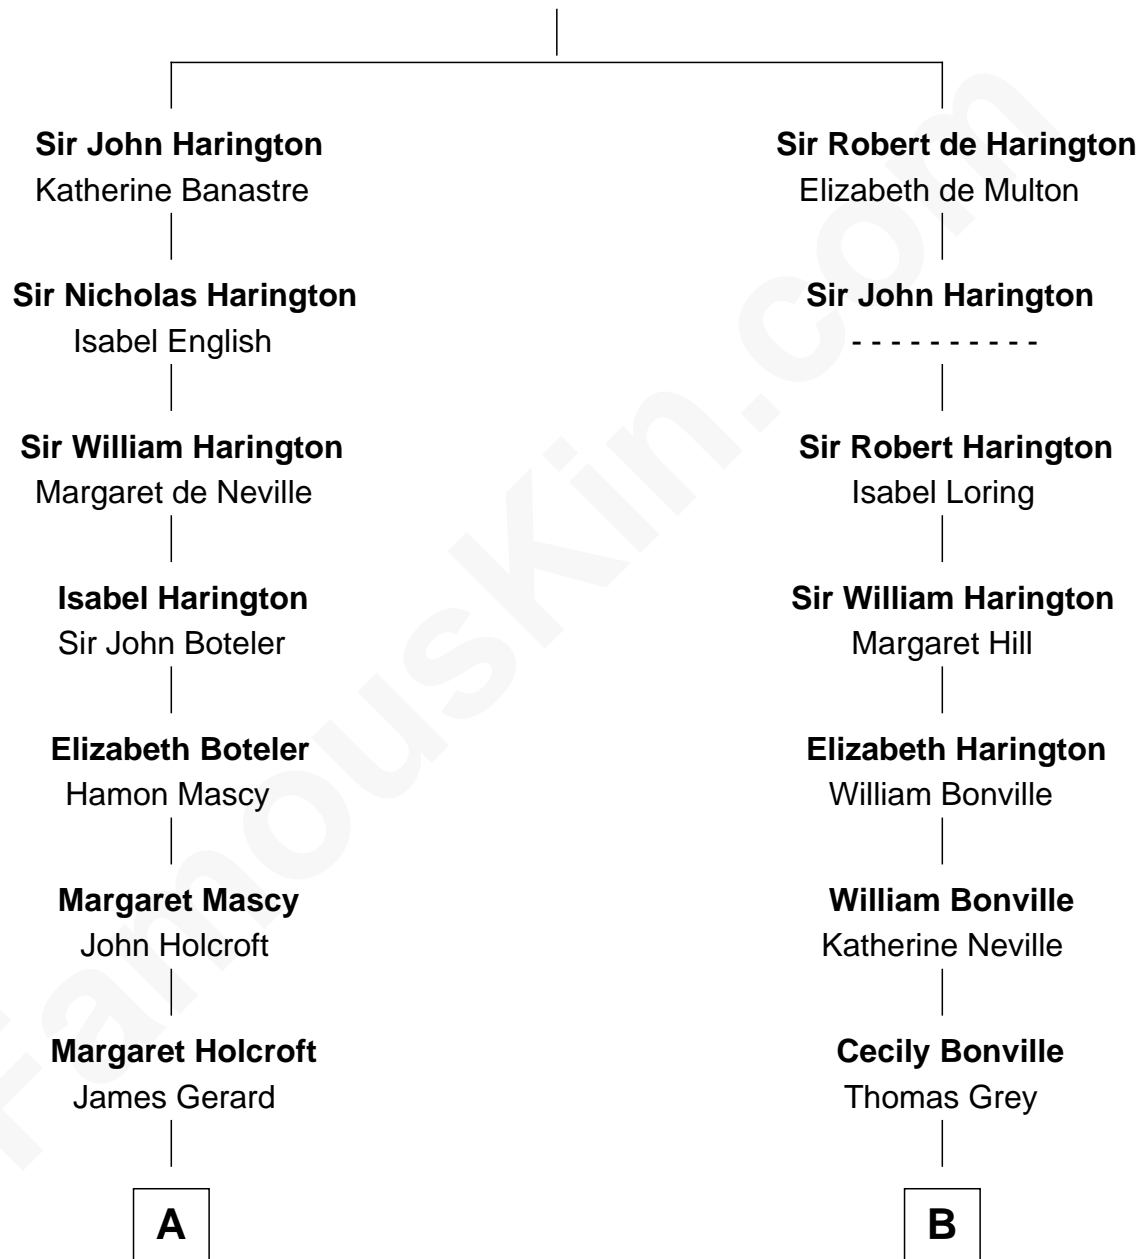 Sir John Harington
Katherine Banastre
Sir Nicholas Harington
Isabel English
Sir William Harington
Margaret de Neville
Isabel Harington
Sir John Boteler
Elizabeth Boteler
Hamon Mascy
Margaret Mascy
John Holcroft
Margaret Holcroft
James Gerard
A
Sir Robert de Harington
Elizabeth de Multon
Sir John Harington
- - - - - - - - - -
Sir Robert Harington
Isabel Loring
Sir William Harington
Margaret Hill
Elizabeth Harington
William Bonville
William Bonville
Katherine Neville
Cecily Bonville
Thomas Grey
B
FamousKin.com